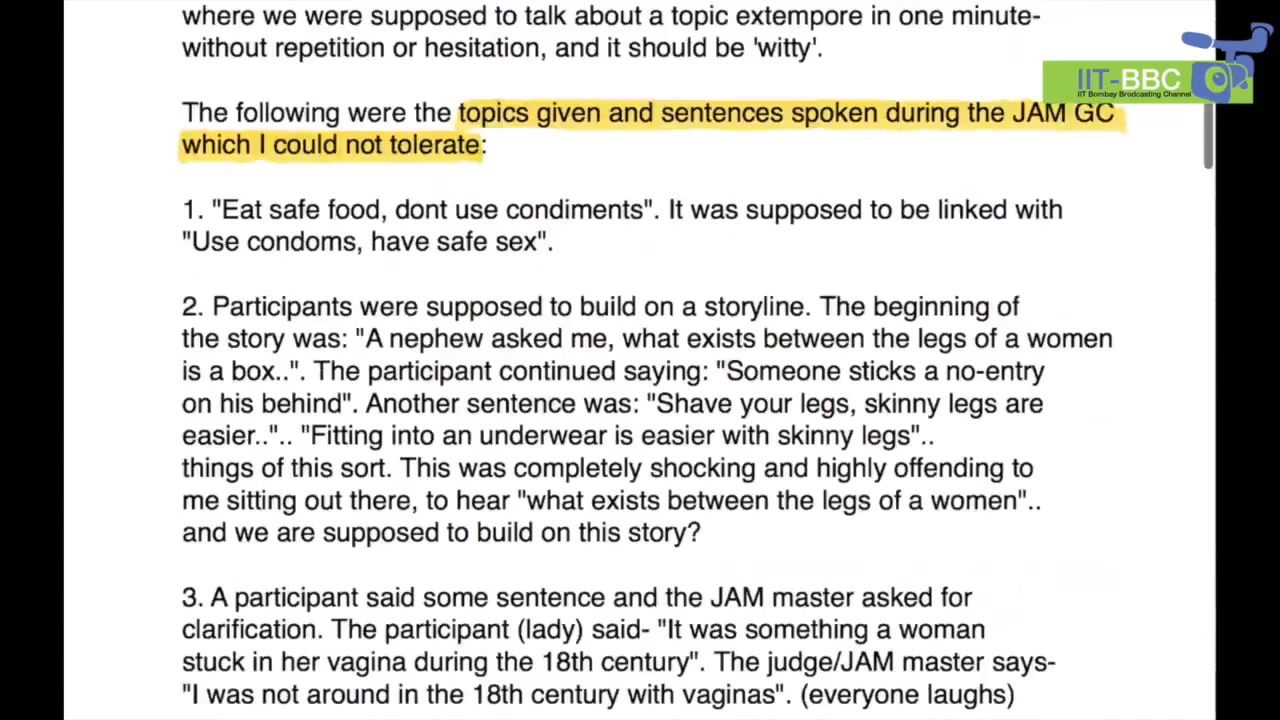 where we were supposed to talk about a topic extempore in one minute-
without repetition or hesitation, and it should be 'witty'.
IIT-BBC
IIT Bombay Brodcasting Channel
The following were the topics given and sentences spoken during the JAM GC
which I could not tolerate:
1. "Eat safe food, dont use condiments". It was supposed to be linked with
"Use condoms, have safe sex".
2. Participants were supposed to build on a storyline. The beginning of
the story was: "A nephew asked me, what exists between the legs of a women
is a box..". The participant continued saying: "Someone sticks a no-entry
on his behind". Another sentence was: "Shave your legs, skinny legs are
easier..".. "Fitting into an underwear is easier with skinny legs"..
things of this sort. This was completely shocking and highly offending to
me sitting out there, to hear "what exists between the legs of a women"..
and we are supposed to build on this story?
3. A participant said some sentence and the JAM master asked for
clarification. The participant (lady) said- "It was something a woman
stuck in her vagina during the 18th century". The judge/JAM master says-
"I was not around in the 18th century with vaginas". (everyone laughs)